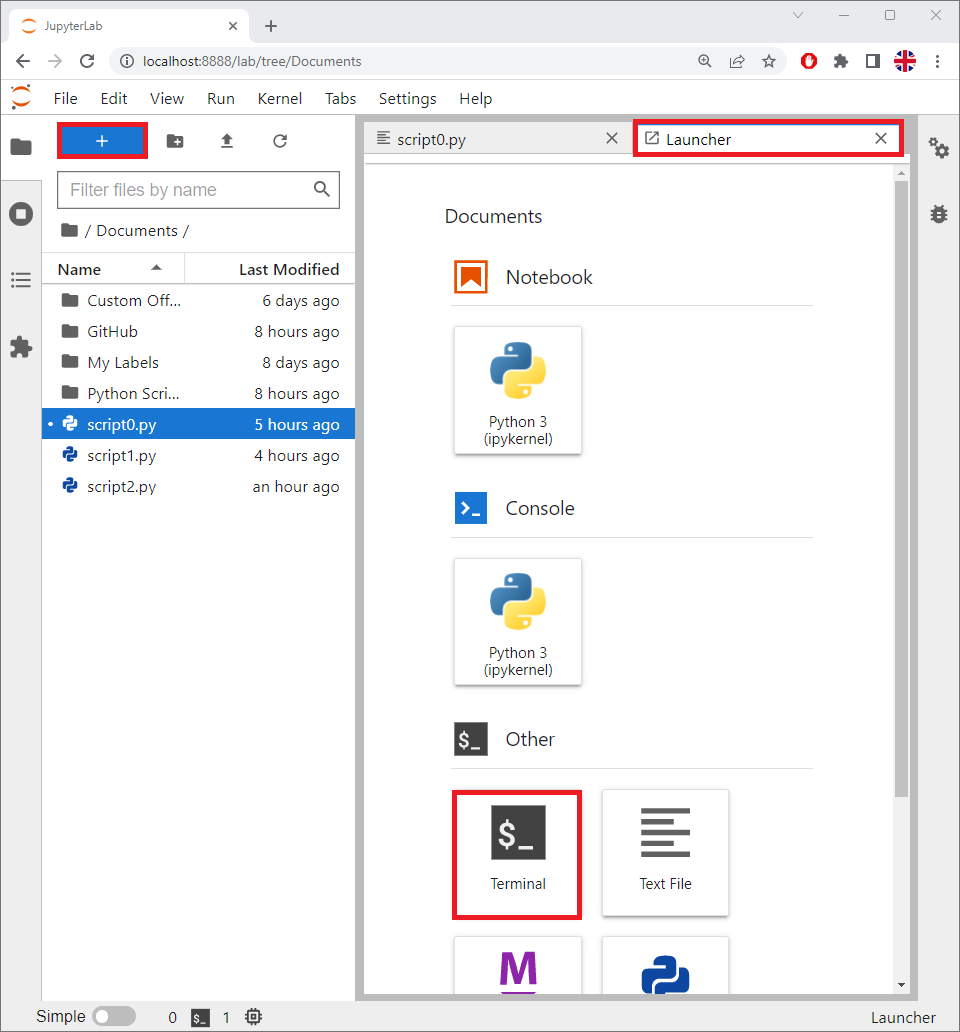 JupyterLab
localhost:8888/lab/tree/Documents
File Edit View Run Kernel Tabs Settings Help
script0.py
Launcher
Filter files by name
/ Documents /
Name Last Modified
Custom Off... 6 days ago
GitHub 8 hours ago
My Labels 8 days ago
Python Scri... 8 hours ago
script0.py 5 hours ago
script1.py 4 hours ago
script2.py an hour ago
Documents
Notebook
Python 3
(ipykernel)
Console
Python 3
(ipykernel)
$_ Other
$_
Terminal
Text File
M
Simple 0 $_ 1 Launcher